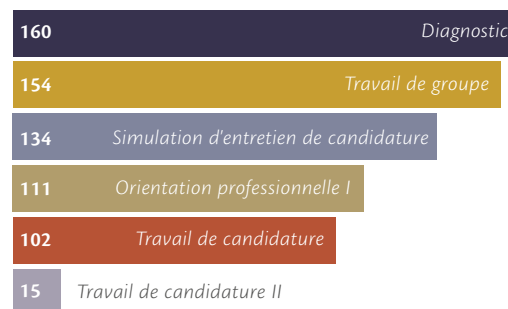 160 Diagnostic
154 Travail de groupe
134 Simulation d'entretien de candidature
111 Orientation professionnelle I
102 Travail de candidature
15 Travail de candidature II